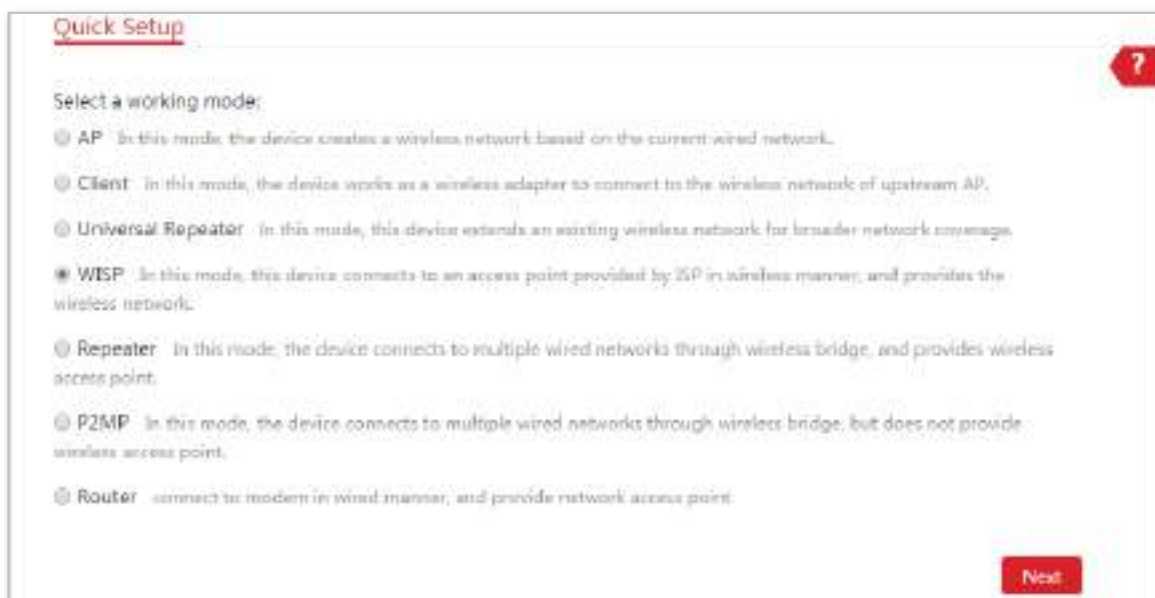 Quick Setup
?
Select a working mode:
AP In this mode, the device creates a wireless network based on the current wired network.
Client In this mode, the device works as a wireless adapter to connect to the wireless network of upstream AP.
Universal Repeater In this mode, this device extends an existing wireless network for broader network coverage.
WISP In this mode, this device connects to an access point provided by ISP in wireless manner, and provides the
wireless network.
Repeater In this mode, the device connects to multiple wired networks through wireless bridge, and provides wireless
access point.
P2MP In this mode, the device connects to multiple wired networks through wireless bridge, but does not provide
wireless access point.
Router connect to modem in wired manner, and provide network access point
Next